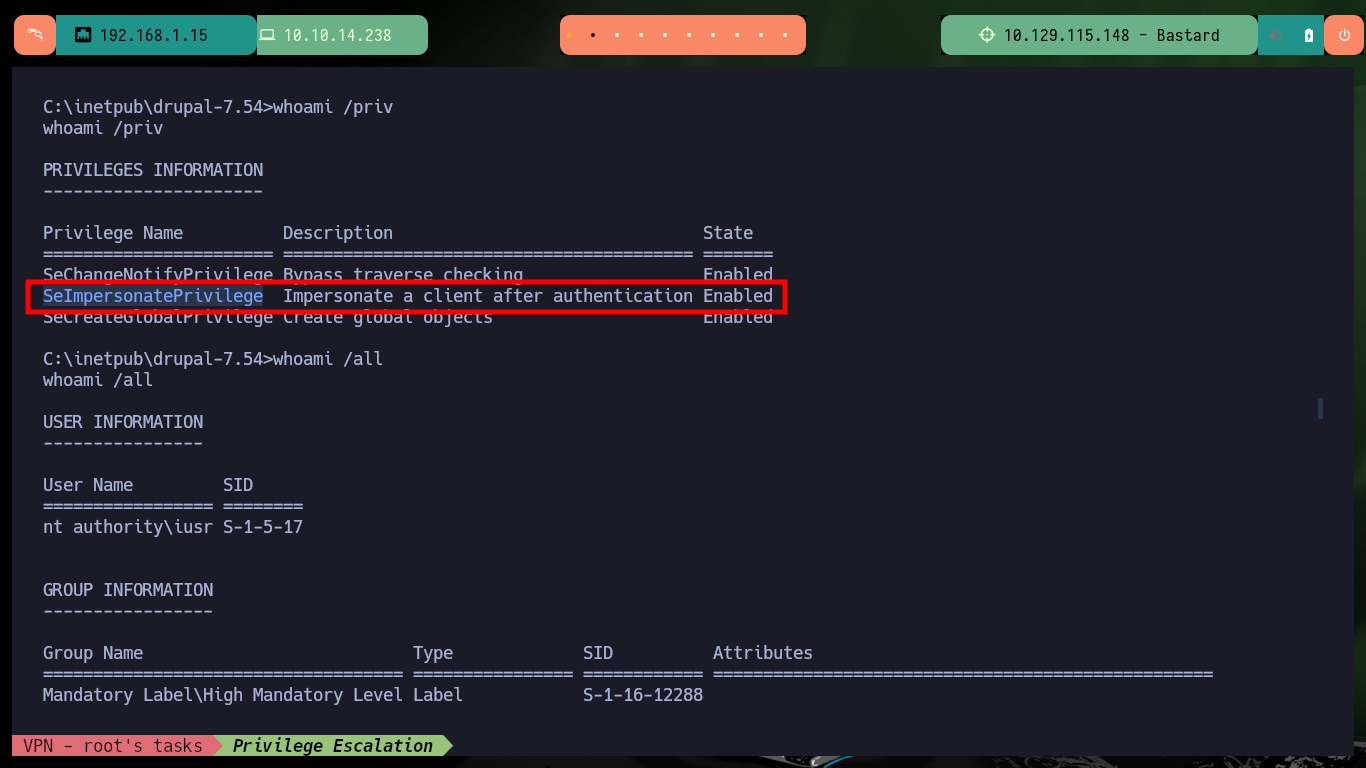 192.168.1.15 10.10.14.238 10.129.115.148 - Bastard
C:\inetpub\drupal-7.54>whoami /priv
whoami /priv
PRIVILEGES INFORMATION
----------------------
Privilege Name Description State
======================= ========================================= =======
SeChangeNotifyPrivilege Bypass traverse checking Enabled
SeImpersonatePrivilege Impersonate a client after authentication Enabled
SeCreateGlobalPrivilege Create global objects Enabled
C:\inetpub\drupal-7.54>whoami /all
whoami /all
USER INFORMATION
----------------
User Name SID
================= ========
nt authority\iusr S-1-5-17
GROUP INFORMATION
-----------------
Group Name Type SID Attributes
==================================== ================ ============ ==================================================
Mandatory Label\High Mandatory Level Label S-1-16-12288
VPN - root's tasks Privilege Escalation